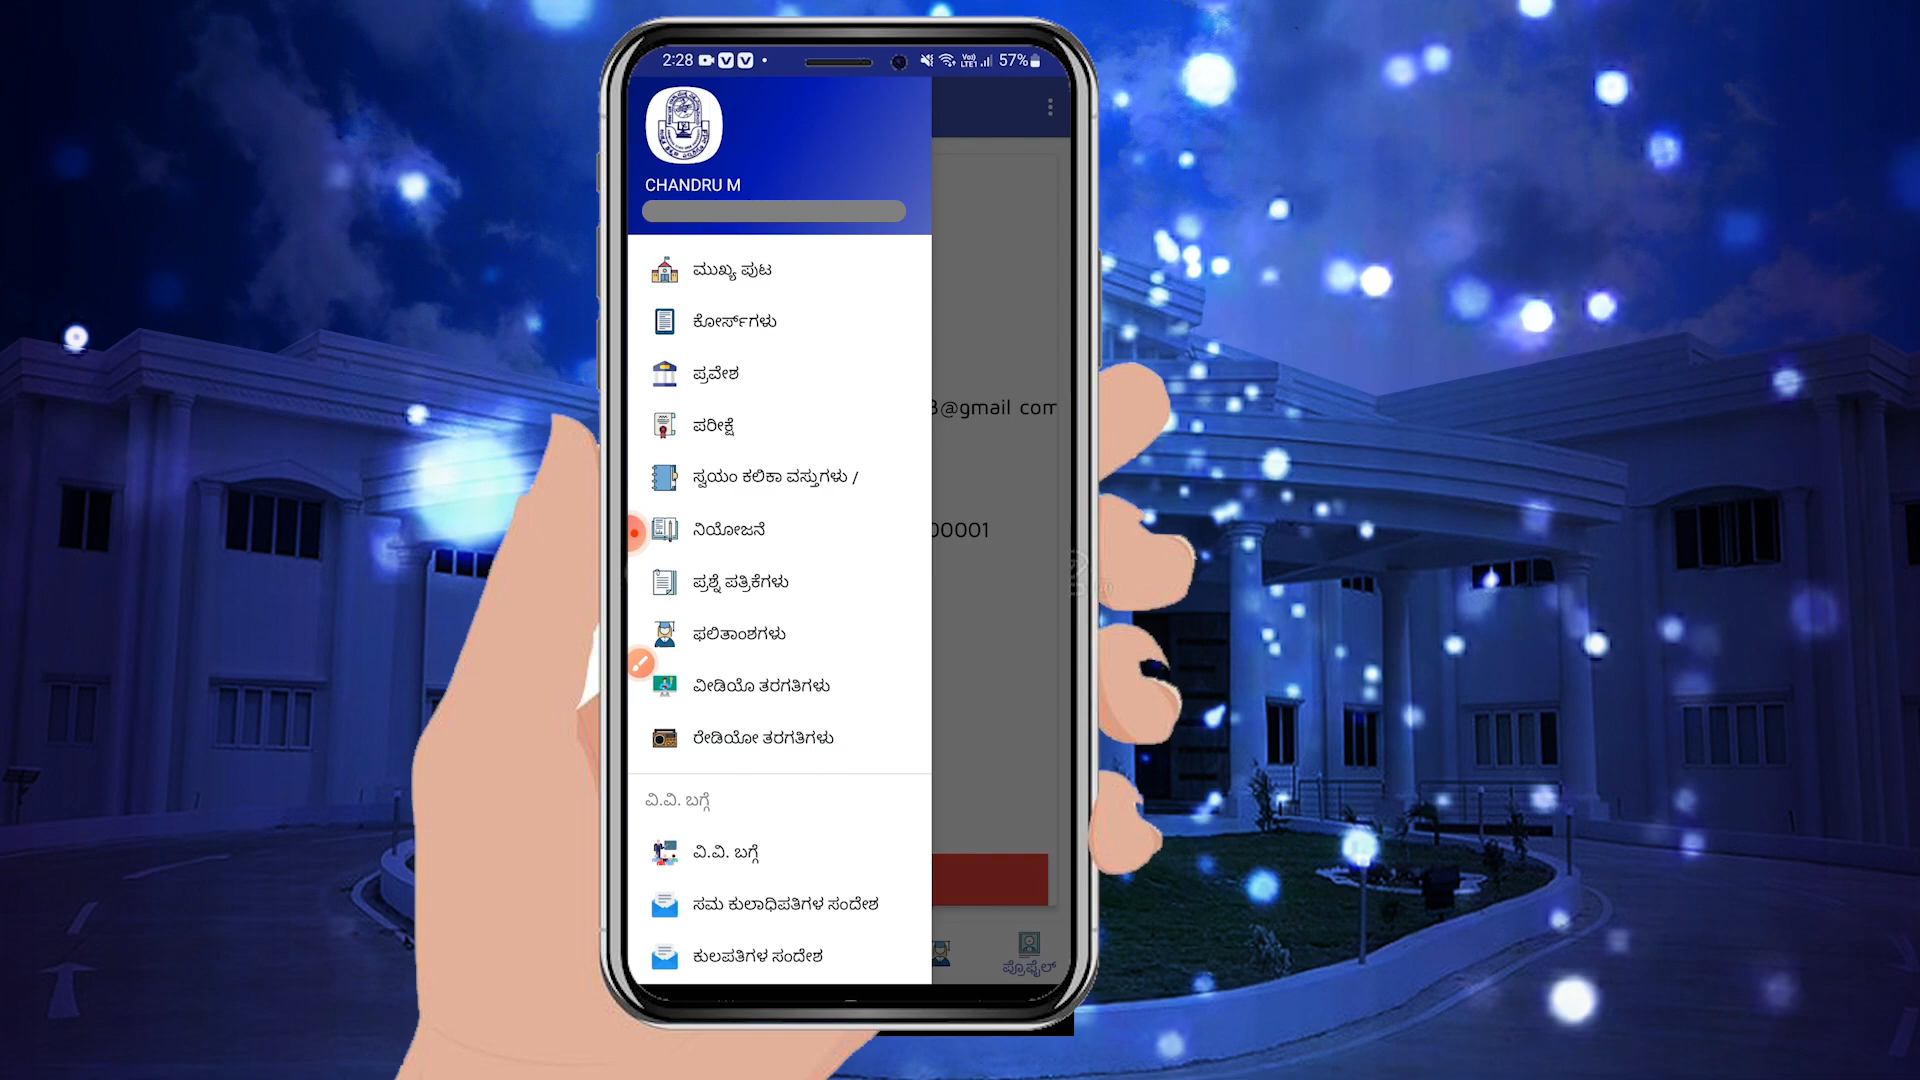 2:28
57%
CHANDRU M
ಮುಖ್ಯ ಪುಟ
ಕೋರ್ಸ್‌ಗಳು
ಪ್ರವೇಶ
ಪರೀಕ್ಷೆ
@gmail com
ಸ್ವಯಂ ಕಲಿಕಾ ವಸ್ತುಗಳು /
ನಿಯೋಜನೆ
00001
ಪ್ರಶ್ನೆ ಪತ್ರಿಕೆಗಳು
ಫಲಿತಾಂಶಗಳು
ವೀಡಿಯೊ ತರಗತಿಗಳು
ರೇಡಿಯೋ ತರಗತಿಗಳು
ವಿ.ವಿ. ಬಗ್ಗೆ
ವಿ.ವಿ. ಬಗ್ಗೆ
ಸಮ ಕುಲಾಧಿಪತಿಗಳ ಸಂದೇಶ
ಕುಲಪತಿಗಳ ಸಂದೇಶ
ಪ್ರೊಫೈಲ್